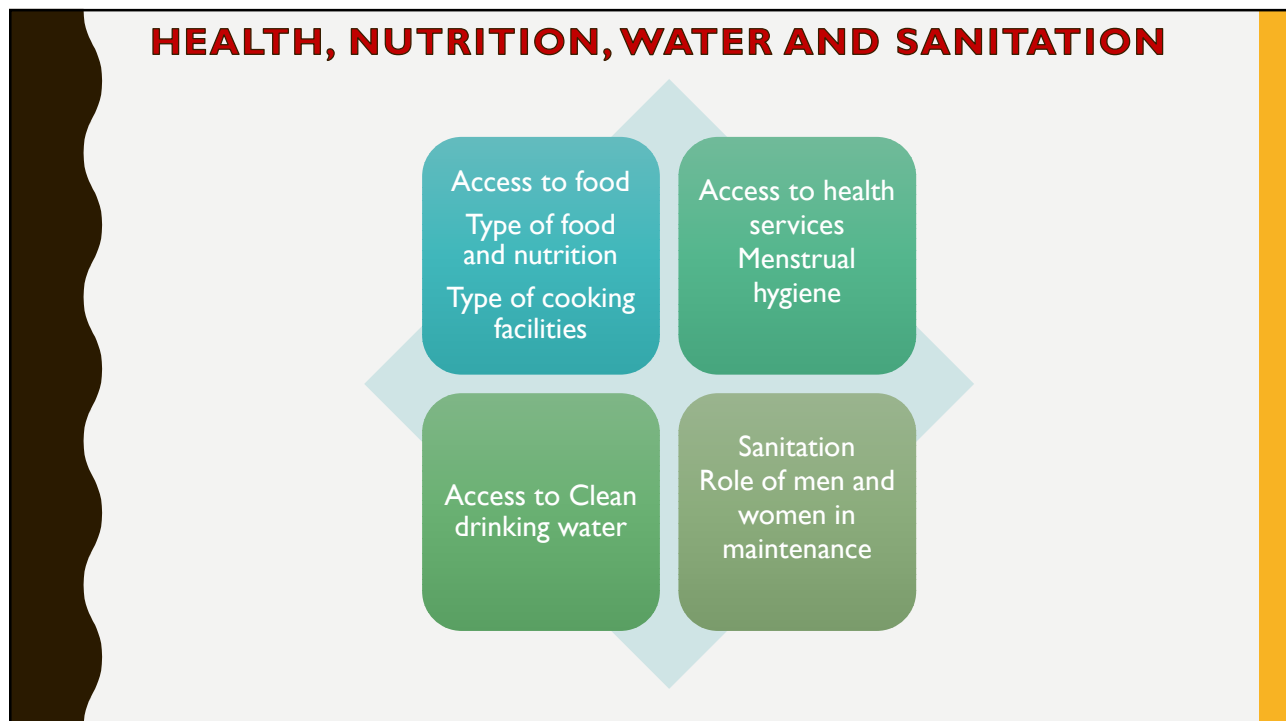 HEALTH, NUTRITION, WATER AND SANITATION
Access to food
Type of food
and nutrition
Type of cooking
facilities
Access to health
services
Menstrual
hygiene
Access to Clean
drinking water
Sanitation
Role of men and
women in
maintenance